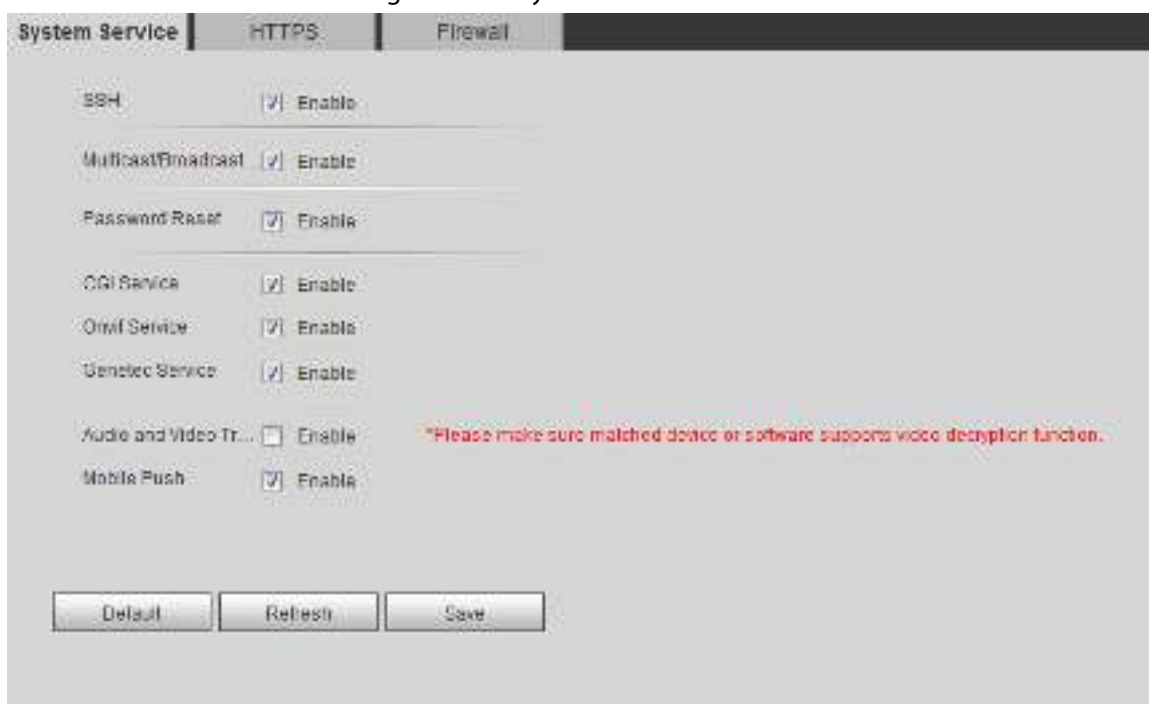 System Service HTTPS Firewall
SSH Enable
Multicast/Broadcast Enable
Password Reset Enable
CGI Service Enable
Onvif Service Enable
Genetec Service Enable
Audio and Video Tr... Enable *Please make sure matched device or software supports video decryption function.
Mobile Push Enable
Default Refresh Save